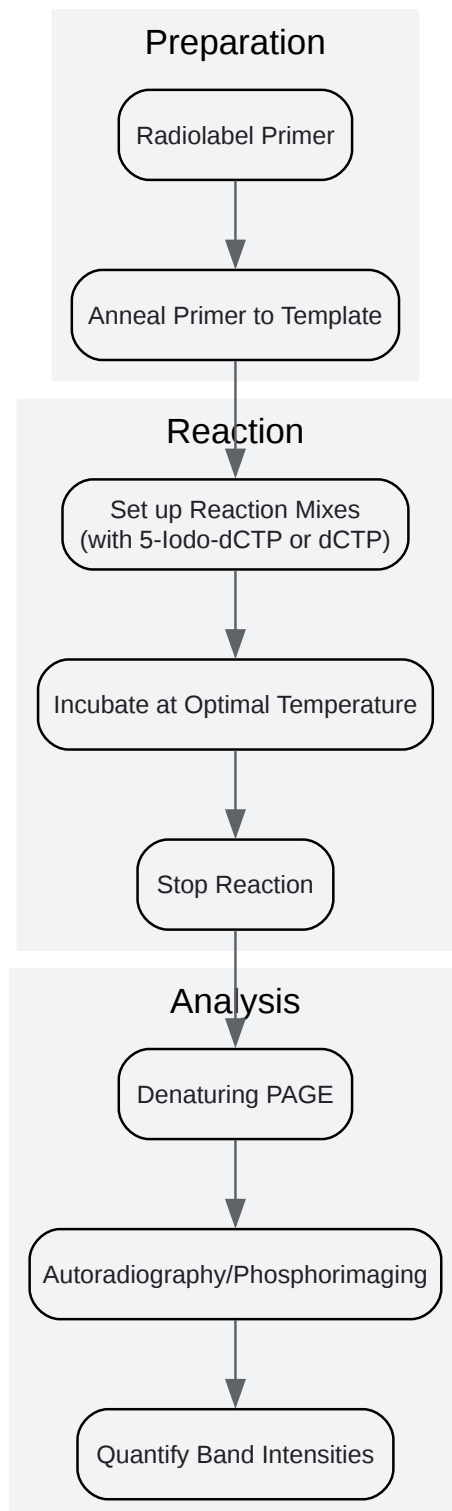 Preparation
Radiolabel Primer
Anneal Primer to Template
Reaction
Set up Reaction Mixes
(with 5-Iodo-dCTP or dCTP)
Incubate at Optimal Temperature
Stop Reaction
Analysis
Denaturing PAGE
Autoradiography/Phosphorimaging
Quantify Band Intensities